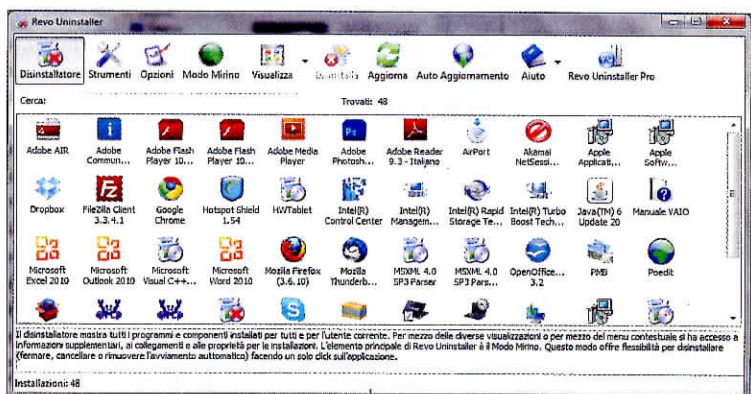 Revo Uninstaller
Disinstallatore Strumenti Opzioni Modo Mirino Visualizza Disinstalla Aggiorna Auto Aggiornamento Aiuto Revo Uninstaller Pro
Cerca: Trovati: 48
Adobe AIR
Adobe Commun...
Adobe Flash Player 10...
Adobe Flash Player 10...
Adobe Media Player
Adobe Photosh...
Adobe Reader 9.3 - Italiano
AirPort
Akamai NetSessi...
Apple Applicati...
Apple Softw...
Dropbox
FileZilla Client 3.3.4.1
Google Chrome
Hotspot Shield 1.54
HWTablet
Intel(R) Control Center
Intel(R) Managem...
Intel(R) Rapid Storage Te...
Intel(R) Turbo Boost Tech...
Java(TM) 6 Update 20
Manuale VAIO
Microsoft Excel 2010
Microsoft Outlook 2010
Microsoft Visual C++...
Microsoft Word 2010
Mozilla Firefox (3.6.10)
Mozilla Thunderb...
MSXML 4.0 SP3 Parser
MSXML 4.0 SP3 Pars...
OpenOffice... 3.2
PMB
Poedit
Il disinstallatore mostra tutti i programmi e componenti installati per tutti e per l'utente corrente. Per mezzo delle diverse visualizzazioni o per mezzo del menu contestuale si ha accesso a
informazioni supplementari, ai collegamenti e alle proprietà per le installazioni. L'elemento principale di Revo Uninstaller è il Modo Mirino. Questo modo offre flessibilità per disinstallare
(fermare, cancellare o rimuovere l'avviamento automatico) facendo un solo click sull'applicazione.
Installazioni: 48